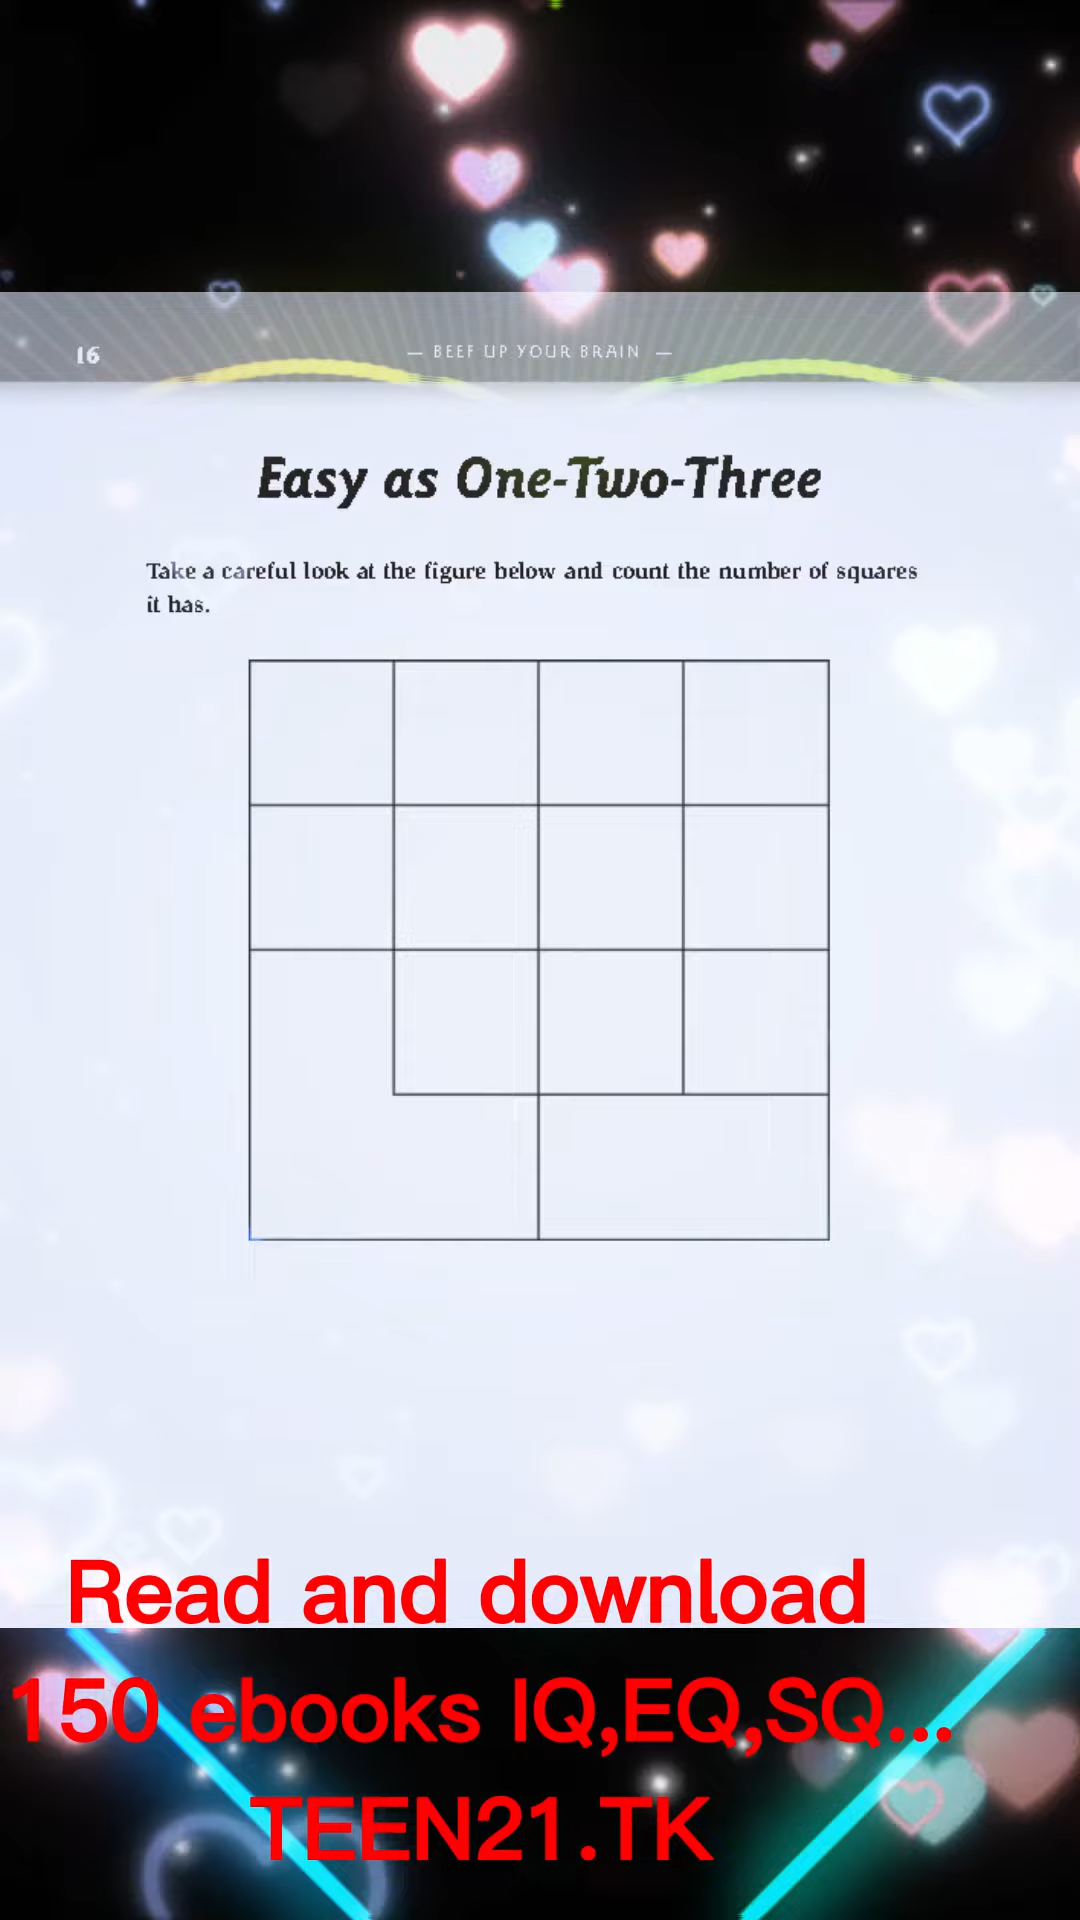 16
— BEEF UP YOUR BRAIN —
Easy as One-Two-Three
Take a careful look at the figure below and count the number of squares
it has.
Read and download
150 ebooks IQ,EQ,SQ...
TEEN21.TK